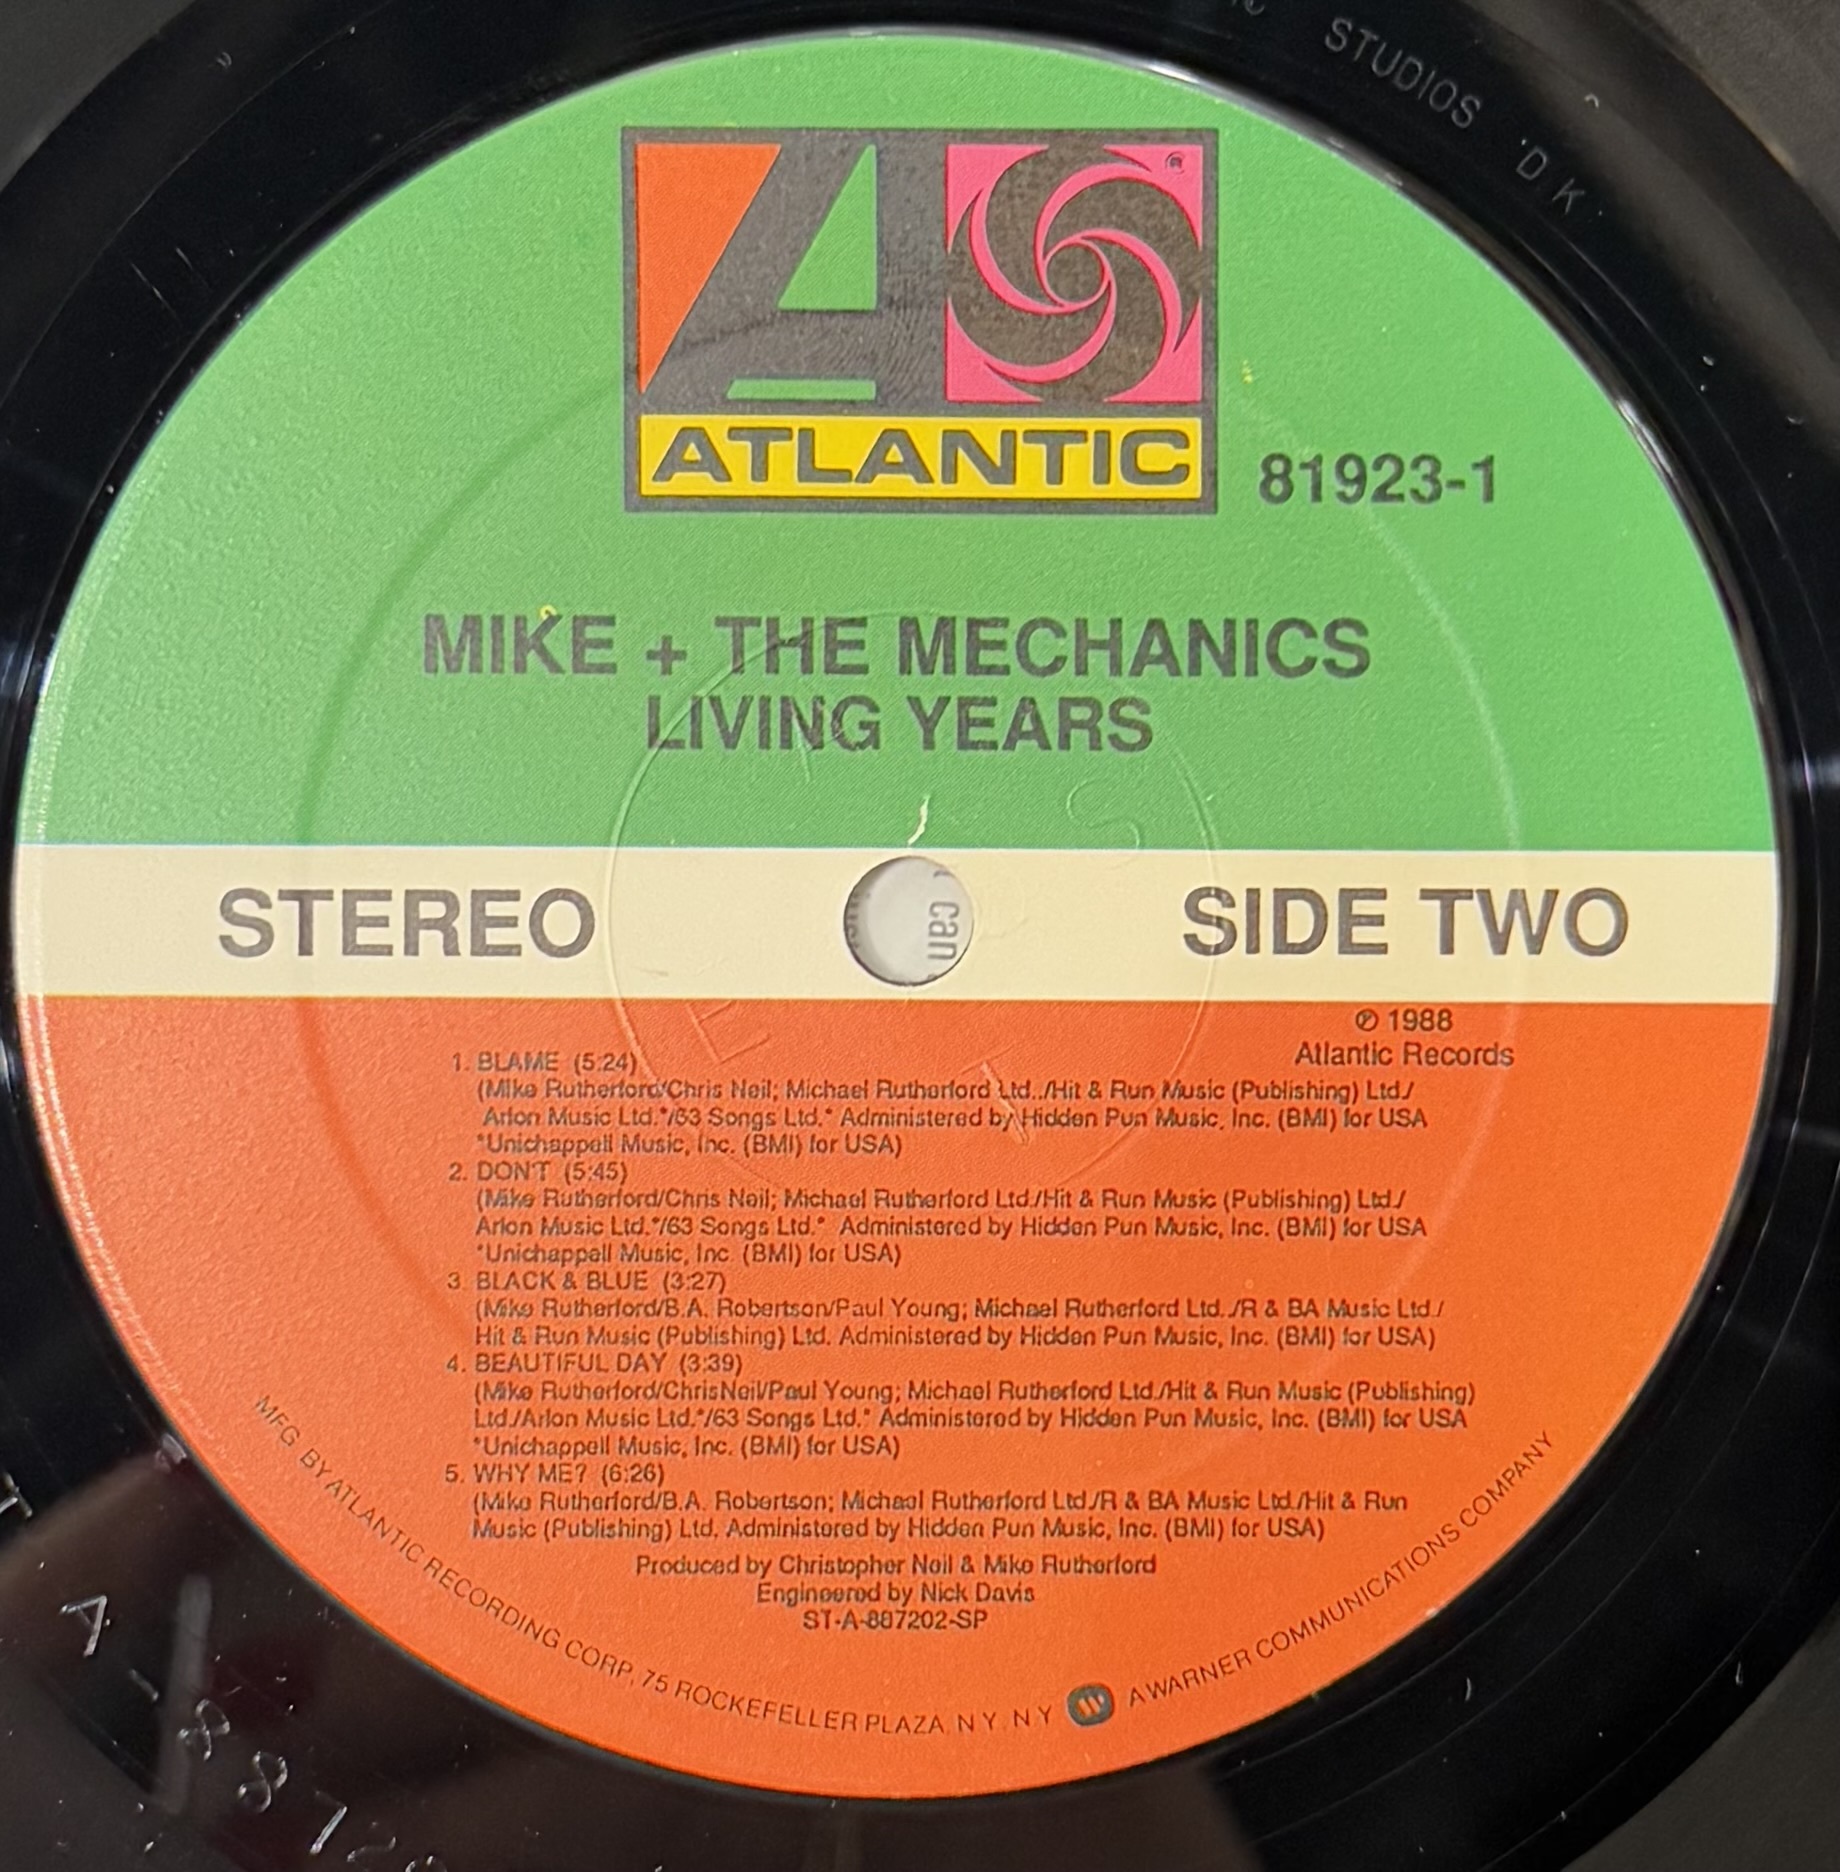 STUDIOS 'DK'
®
ATLANTIC
81923-1
MIKE + THE MECHANICS
LIVING YEARS
STEREO
can
SIDE TWO
℗ 1988
Atlantic Records
1. BLAME (5:24)
(Mike Rutherford/Chris Neil; Michael Rutherford Ltd../Hit & Run Music (Publishing) Ltd./
Arlon Music Ltd.*/63 Songs Ltd.* Administered by Hidden Pun Music, Inc. (BMI) for USA
*Unichappell Music, Inc. (BMI) for USA)
2. DON'T (5:45)
(Mike Rutherford/Chris Neil; Michael Rutherford Ltd./Hit & Run Music (Publishing) Ltd./
Arlon Music Ltd.*/63 Songs Ltd.* Administered by Hidden Pun Music, Inc. (BMI) for USA
*Unichappell Music, Inc. (BMI) for USA)
3. BLACK & BLUE (3:27)
(Mike Rutherford/B.A. Robertson/Paul Young; Michael Rutherford Ltd./R & BA Music Ltd./
Hit & Run Music (Publishing) Ltd. Administered by Hidden Pun Music, Inc. (BMI) for USA)
4. BEAUTIFUL DAY (3:39)
(Mike Rutherford/ChrisNeil/Paul Young; Michael Rutherford Ltd./Hit & Run Music (Publishing)
Ltd./Arlon Music Ltd.*/63 Songs Ltd.* Administered by Hidden Pun Music, Inc. (BMI) for USA
*Unichappell Music, Inc. (BMI) for USA)
5. WHY ME? (6:26)
(Mike Rutherford/B.A. Robertson; Michael Rutherford Ltd./R & BA Music Ltd./Hit & Run
Music (Publishing) Ltd. Administered by Hidden Pun Music, Inc. (BMI) for USA)
Produced by Christopher Neil & Mike Rutherford
Engineered by Nick Davis
ST-A-887202-SP
MFG BY ATLANTIC RECORDING CORP., 75 ROCKEFELLER PLAZA, N Y, N Y A WARNER COMMUNICATIONS COMPANY
A-8872